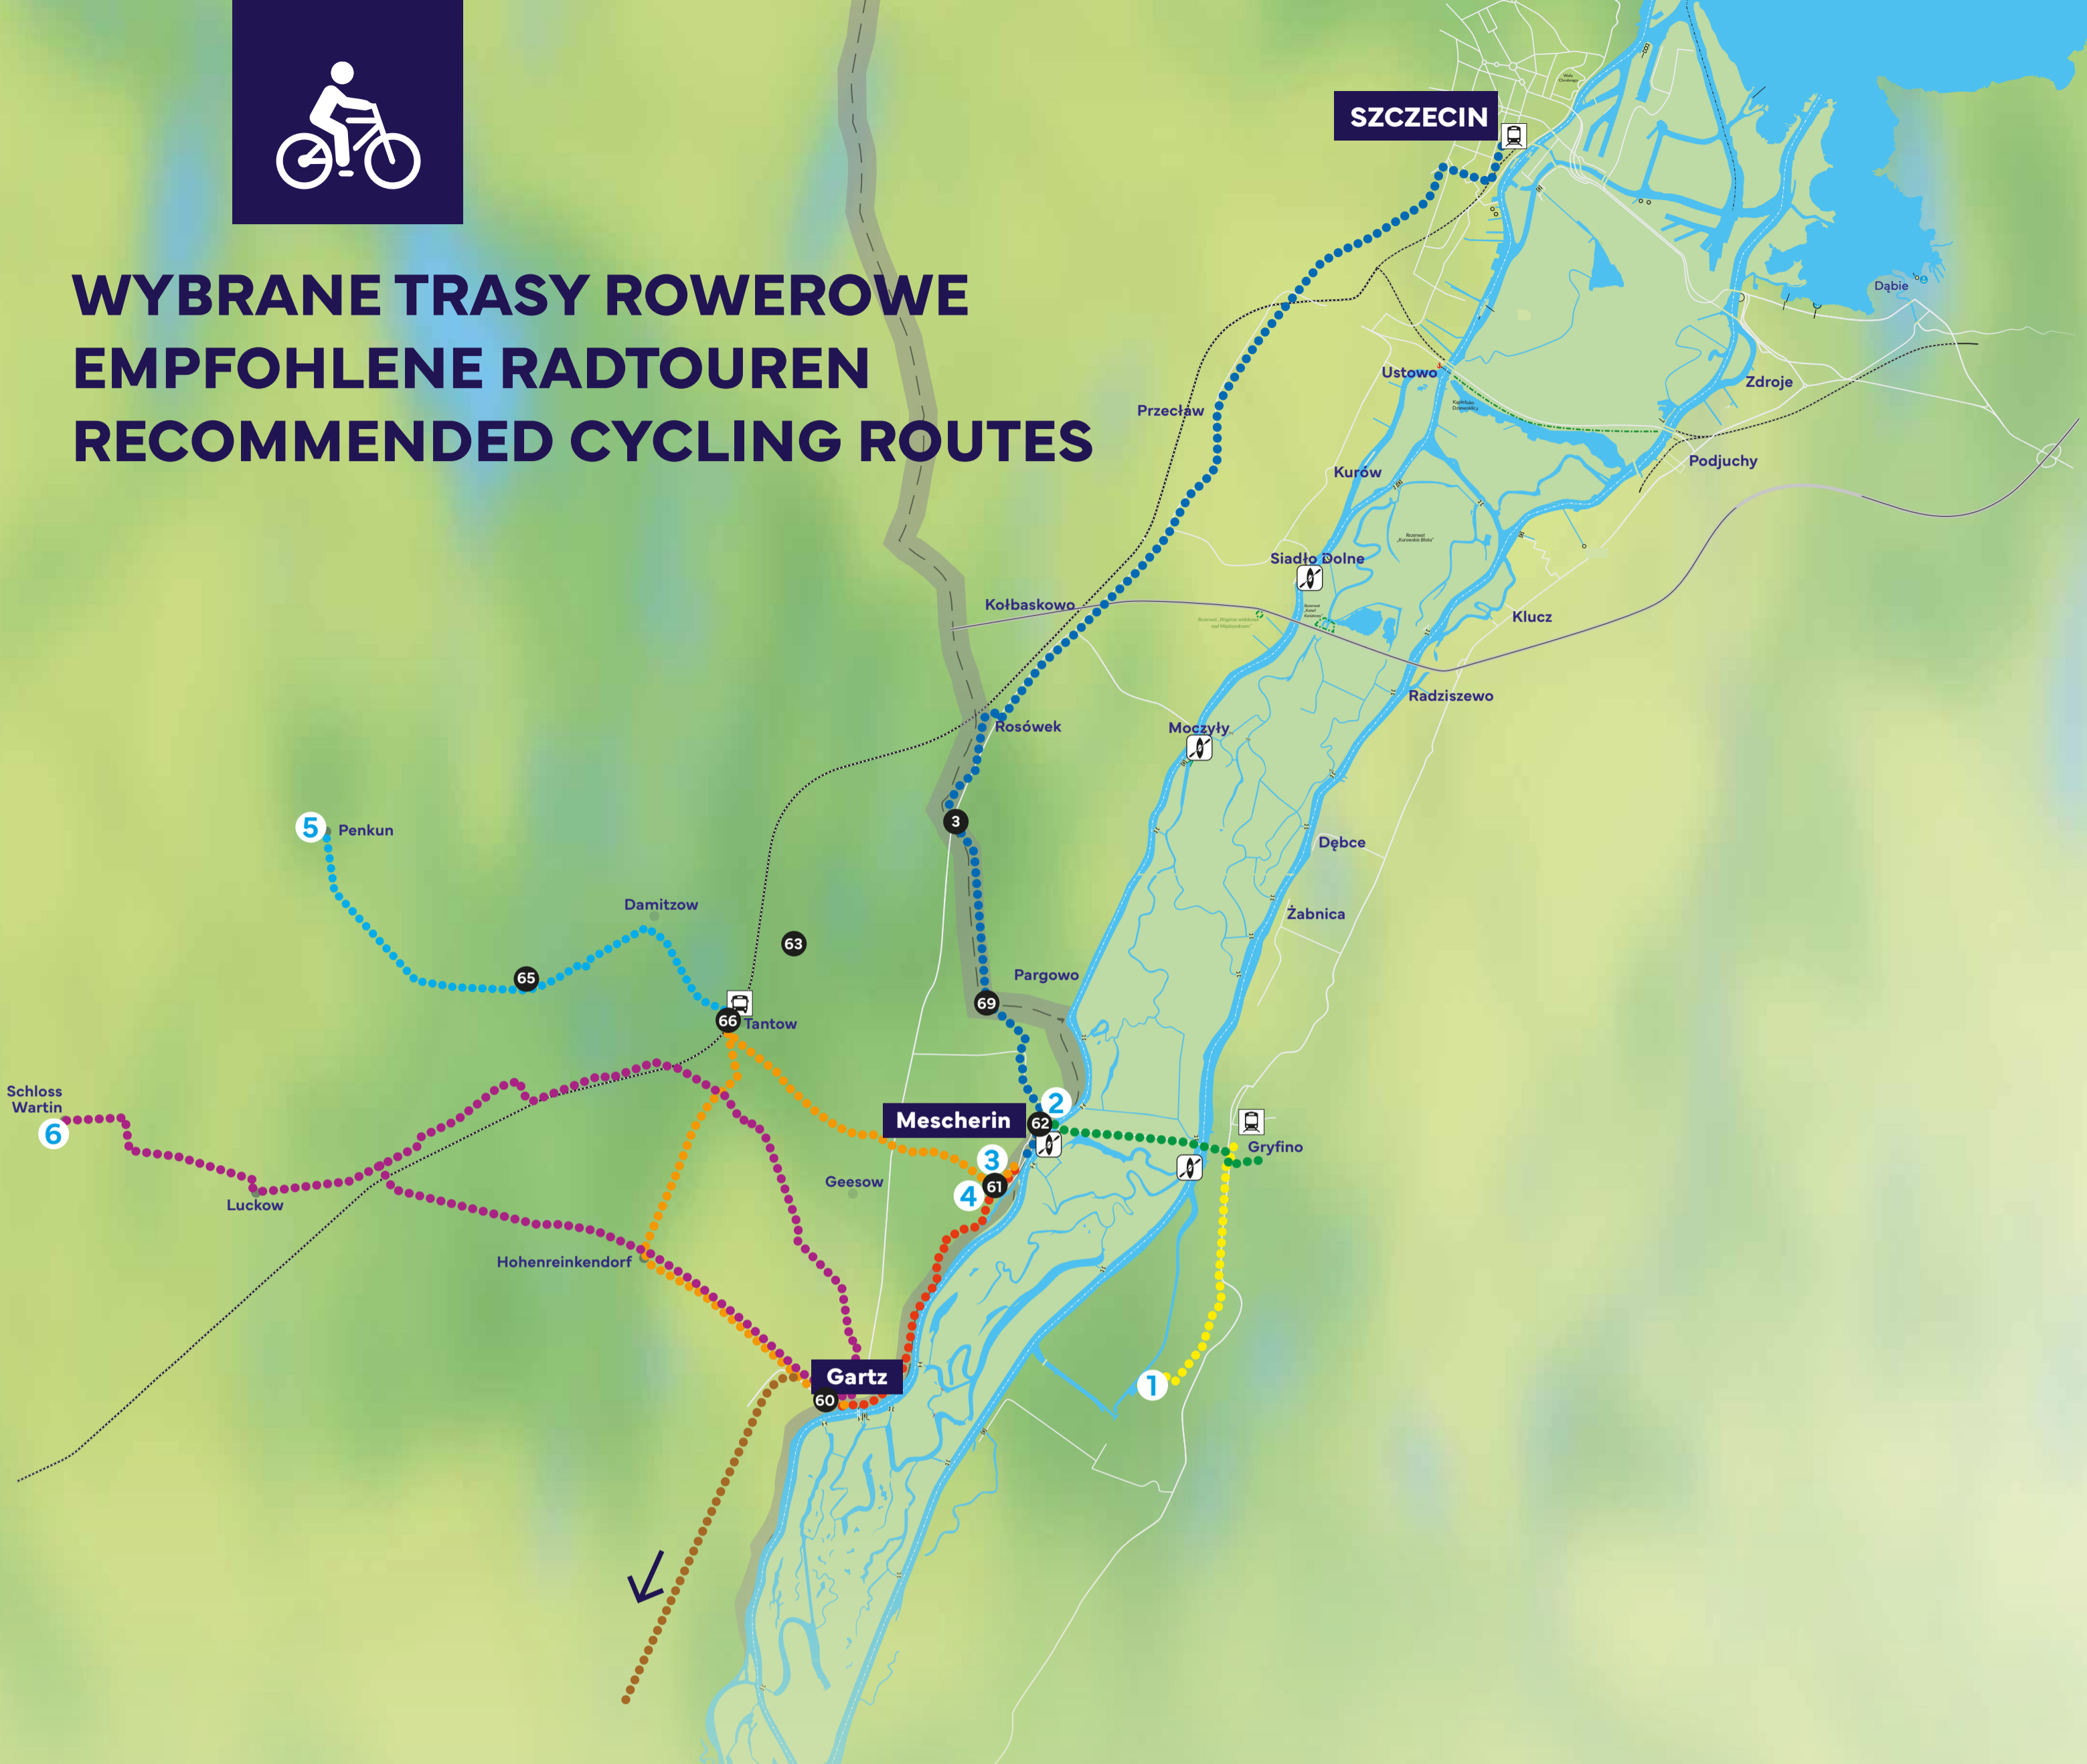 SZCZECIN
WYBRANE TRASY ROWEROWE
EMPFOHLENE RADTOUREN
RECOMMENDED CYCLING ROUTES
Dąbie
Ustowo
Zdroje
Przecław
Podjuchy
Kurów
Siadło Dolne
Kołbaskowo
Klucz
Radziszewo
Rosówek
Moczyły
3
5
Penkun
Dębce
Damitzow
Żabnica
63
65
Pargowo
69
66
Tantow
Schloss
Wartin
6
2
Mescherin
62
Gryfino
3
61
4
Geesow
Luckow
Hohenreinkendorf
Gartz
1
60